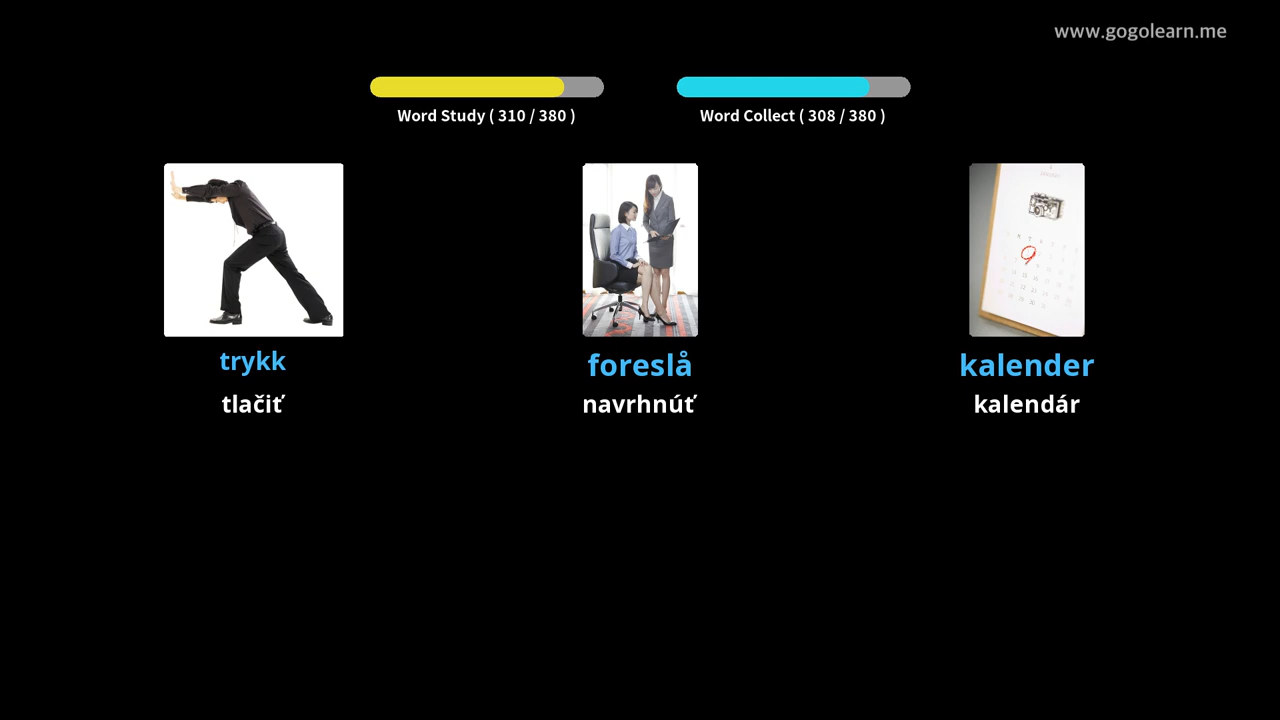 www.gogolearn.me
Word Study ( 310 / 380 )
Word Collect ( 308 / 380 )
trykk
foreslå
kalender
tlačiť
navrhnúť
kalendár